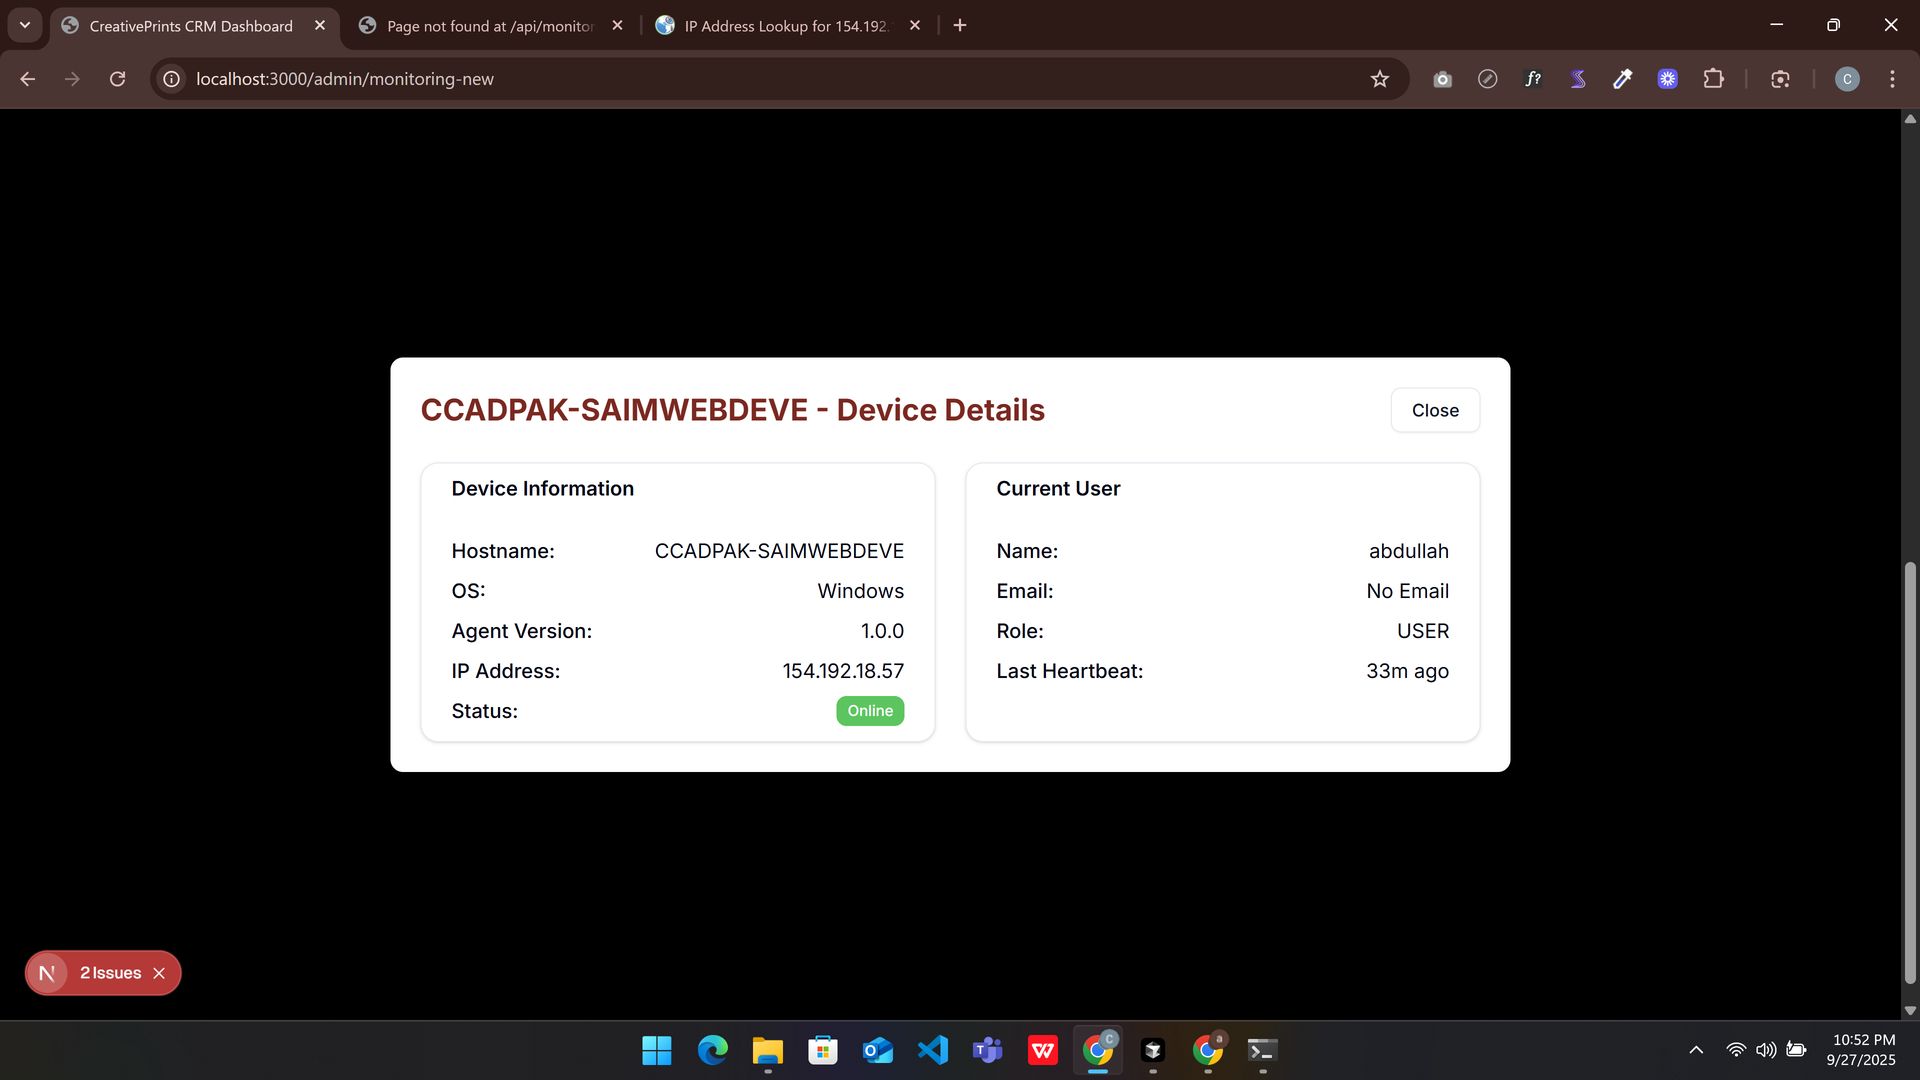 CreativePrints CRM Dashboard
Page not found at /api/monitor
IP Address Lookup for 154.192.
localhost:3000/admin/monitoring-new
f?
C
CCADPAK-SAIMWEBDEVE - Device Details
Close
Device Information
Hostname: CCADPAK-SAIMWEBDEVE
OS: Windows
Agent Version: 1.0.0
IP Address: 154.192.18.57
Status: Online
Current User
Name: abdullah
Email: No Email
Role: USER
Last Heartbeat: 33m ago
N 2 Issues
10:52 PM
9/27/2025